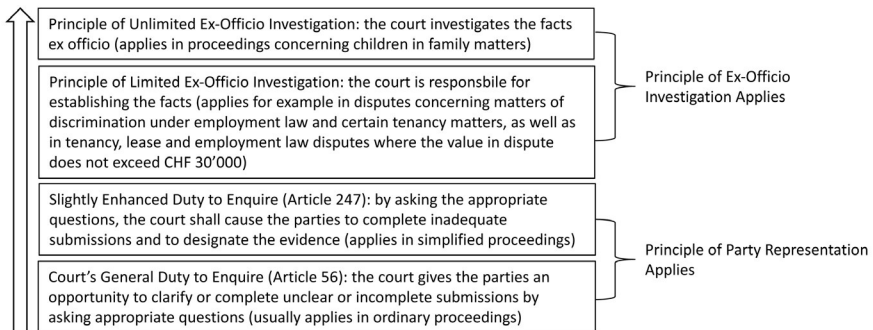 Principle of Unlimited Ex-Officio Investigation: the court investigates the facts
ex officio (applies in proceedings concerning children in family matters)
Principle of Limited Ex-Officio Investigation: the court is responsbile for
establishing the facts (applies for example in disputes concerning matters of
discrimination under employment law and certain tenancy matters, as well as
in tenancy, lease and employment law disputes where the value in dispute
does not exceed CHF 30’000)
Principle of Ex-Officio
Investigation Applies
Slightly Enhanced Duty to Enquire (Article 247): by asking the appropriate
questions, the court shall cause the parties to complete inadequate
submissions and to designate the evidence (applies in simplified proceedings)
Court’s General Duty to Enquire (Article 56): the court gives the parties an
opportunity to clarify or complete unclear or incomplete submissions by
asking appropriate questions (usually applies in ordinary proceedings)
Principle of Party Representation
Applies